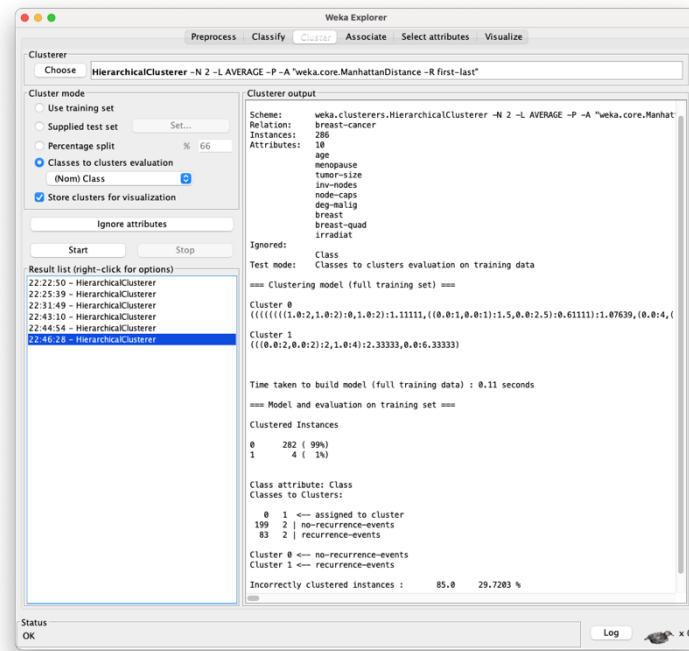 Weka Explorer
Preprocess Classify Cluster Associate Select attributes Visualize
Clusterer
Choose HierarchicalClusterer -N 2 -L AVERAGE -P -A "weka.core.ManhattanDistance -R first-last"
Cluster mode
Use training set
Supplied test set Set...
Percentage split % 66
Classes to clusters evaluation
(Nom) Class
Store clusters for visualization
Ignore attributes
Start Stop
Result list (right-click for options)
22:22:50 - HierarchicalClusterer
22:25:39 - HierarchicalClusterer
22:31:49 - HierarchicalClusterer
22:43:10 - HierarchicalClusterer
22:44:54 - HierarchicalClusterer
22:46:28 - HierarchicalClusterer
Clusterer output
Scheme: weka.clusterers.HierarchicalClusterer -N 2 -L AVERAGE -P -A "weka.core.Manhat
Relation: breast-cancer
Instances: 286
Attributes: 10
age
menopause
tumor-size
inv-nodes
node-caps
deg-malig
breast
breast-quad
irradiat
Ignored:
Class
Test mode: Classes to clusters evaluation on training data
=== Clustering model (full training set) ===
Cluster 0
((((((((1.0:2,1.0:2):0,1.0:2):1.11111,((0.0:1,0.0:1):1.5,0.0:2.5):0.61111):1.07639,(0.0:4,(
Cluster 1
(((0.0:2,0.0:2):2,1.0:4):2.33333,0.0:6.33333)
Time taken to build model (full training data) : 0.11 seconds
=== Model and evaluation on training set ===
Clustered Instances
0 282 ( 99%)
1 4 ( 1%)
Class attribute: Class
Classes to Clusters:
0 1 <-- assigned to cluster
199 2 | no-recurrence-events
83 2 | recurrence-events
Cluster 0 <-- no-recurrence-events
Cluster 1 <-- recurrence-events
Incorrectly clustered instances : 85.0 29.7203 %
Status
OK
Log x